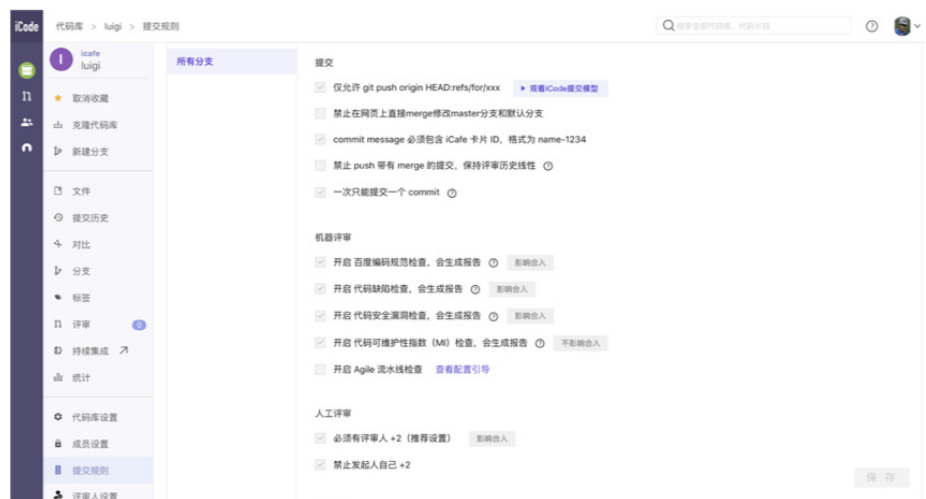 iCode
代码库 > luigi > 提交规则
搜索全部代码库、代码片段
I
icafe
luigi
取消收藏
克隆代码库
新建分支
文件
提交历史
对比
分支
标签
评审 0
持续集成
统计
代码库设置
成员设置
提交规则
评审人设置
所有分支
提交
仅允许 git push origin HEAD:refs/for/xxx
观看iCode提交模型
禁止在网页上直接merge修改master分支和默认分支
commit message 必须包含 iCafe 卡片 ID，格式为 name-1234
禁止 push 带有 merge 的提交，保持评审历史线性
一次只能提交一个 commit
机器评审
开启 百度编码规范检查，会生成报告 影响合入
开启 代码缺陷检查，会生成报告 影响合入
开启 代码安全漏洞检查，会生成报告 影响合入
开启 代码可维护性指数（MI）检查，会生成报告 不影响合入
开启 Agile 流水线检查 查看配置引导
人工评审
必须有评审人 +2（推荐设置） 影响合入
禁止发起人自己 +2
保 存